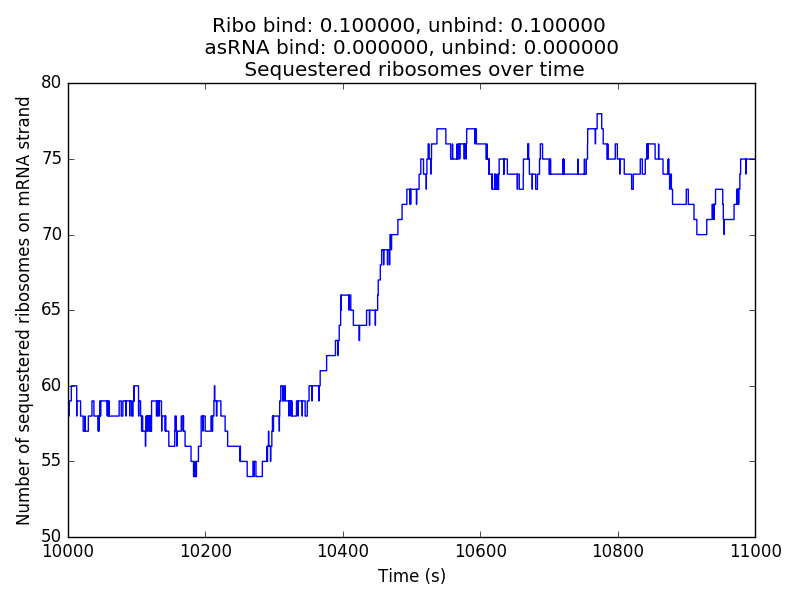 Ribo bind: 0.100000, unbind: 0.100000
asRNA bind: 0.000000, unbind: 0.000000
Sequestered ribosomes over time
Number of sequestered ribosomes on mRNA strand
80
75
70
65
60
55
50
10000 10200 10400 10600 10800 11000
Time (s)